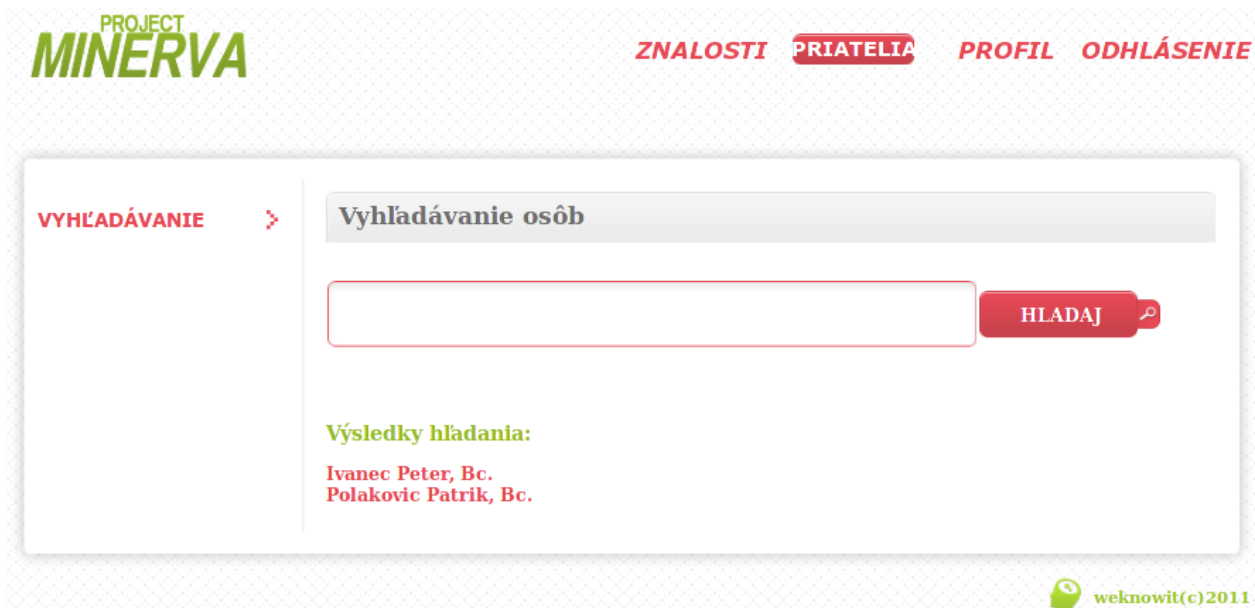 PROJECT
MINERVA
ZNALOSTI PRIATELIA PROFIL ODHLÁSENIE
VYHĽADÁVANIE
Vyhľadávanie osôb
HLADAJ
Výsledky hľadania:
Ivanec Peter, Bc.
Polakovic Patrik, Bc.
weknowit(c)2011